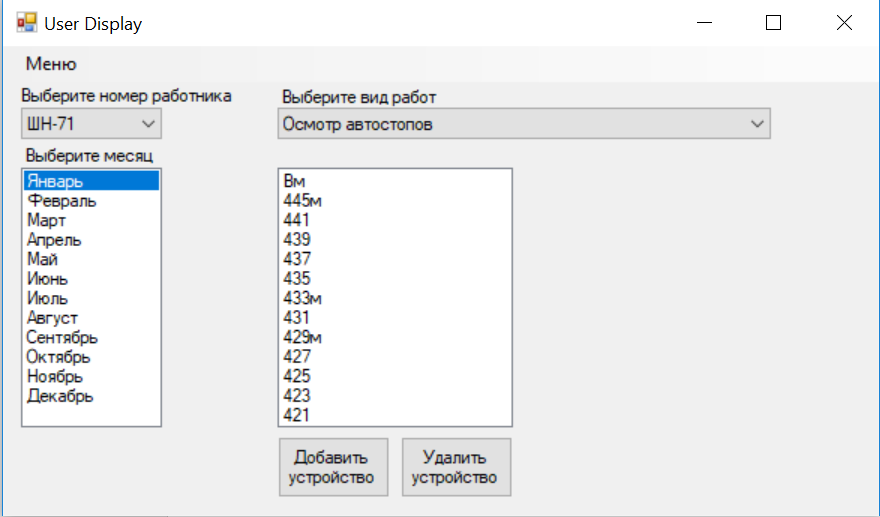 User Display
Меню
Выберите номер работника
Выберите вид работ
ШН-71
Осмотр автостопов
Выберите месяц
Январь
Февраль
Март
Апрель
Май
Июнь
Июль
Август
Сентябрь
Октябрь
Ноябрь
Декабрь
Вм
445м
441
439
437
435
433м
431
429м
427
425
423
421
Добавить
устройство
Удалить
устройство